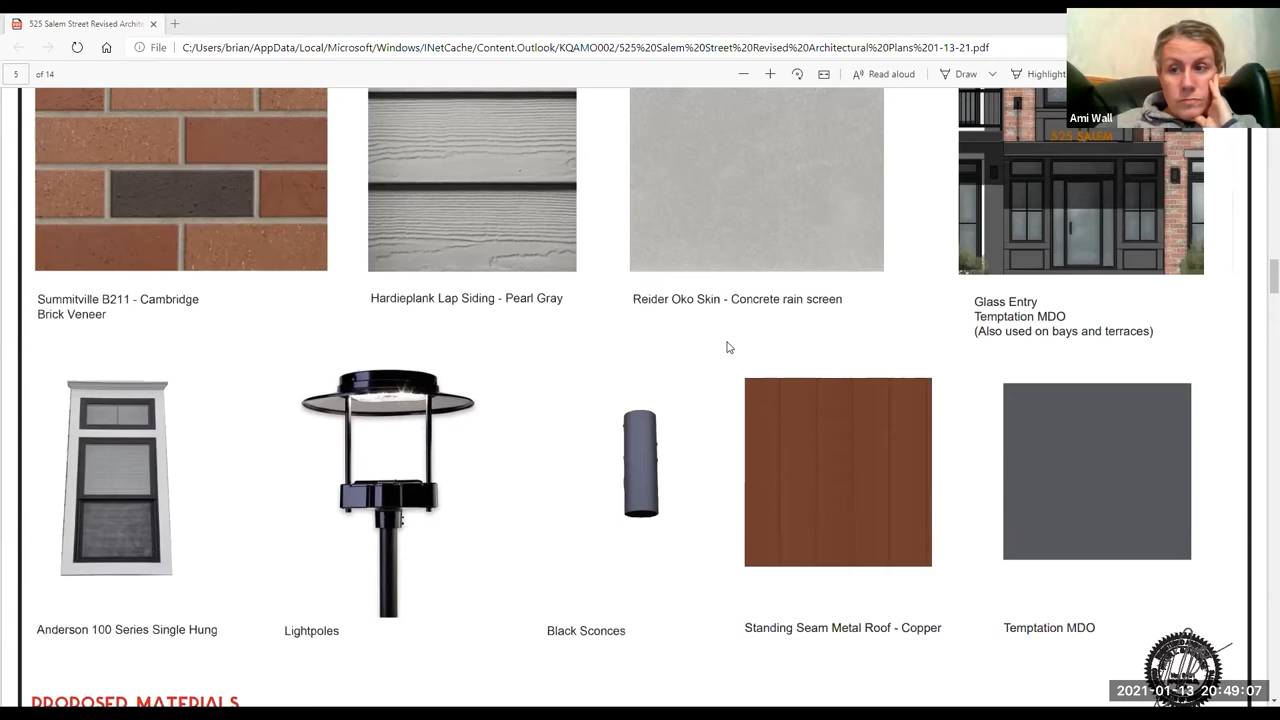 525 Salem Street Revised Archite
File
C:/Users/brian/AppData/Local/Microsoft/Windows/INetCache/Content.Outlook/KQAMO002/525%20Salem%20Street%20Revised%20Architectural%20Plans%201-13-21.pdf
5 of 14
Read aloud
Draw
Highlight
Ami Wall
525 SALEM
Summitville B211 - Cambridge
Brick Veneer
Hardieplank Lap Siding - Pearl Gray
Reider Oko Skin - Concrete rain screen
Glass Entry
Temptation MDO
(Also used on bays and terraces)
Anderson 100 Series Single Hung
Lightpoles
Black Sconces
Standing Seam Metal Roof - Copper
Temptation MDO
PROPOSED MATERIALS
2021-01-13 20:49:07